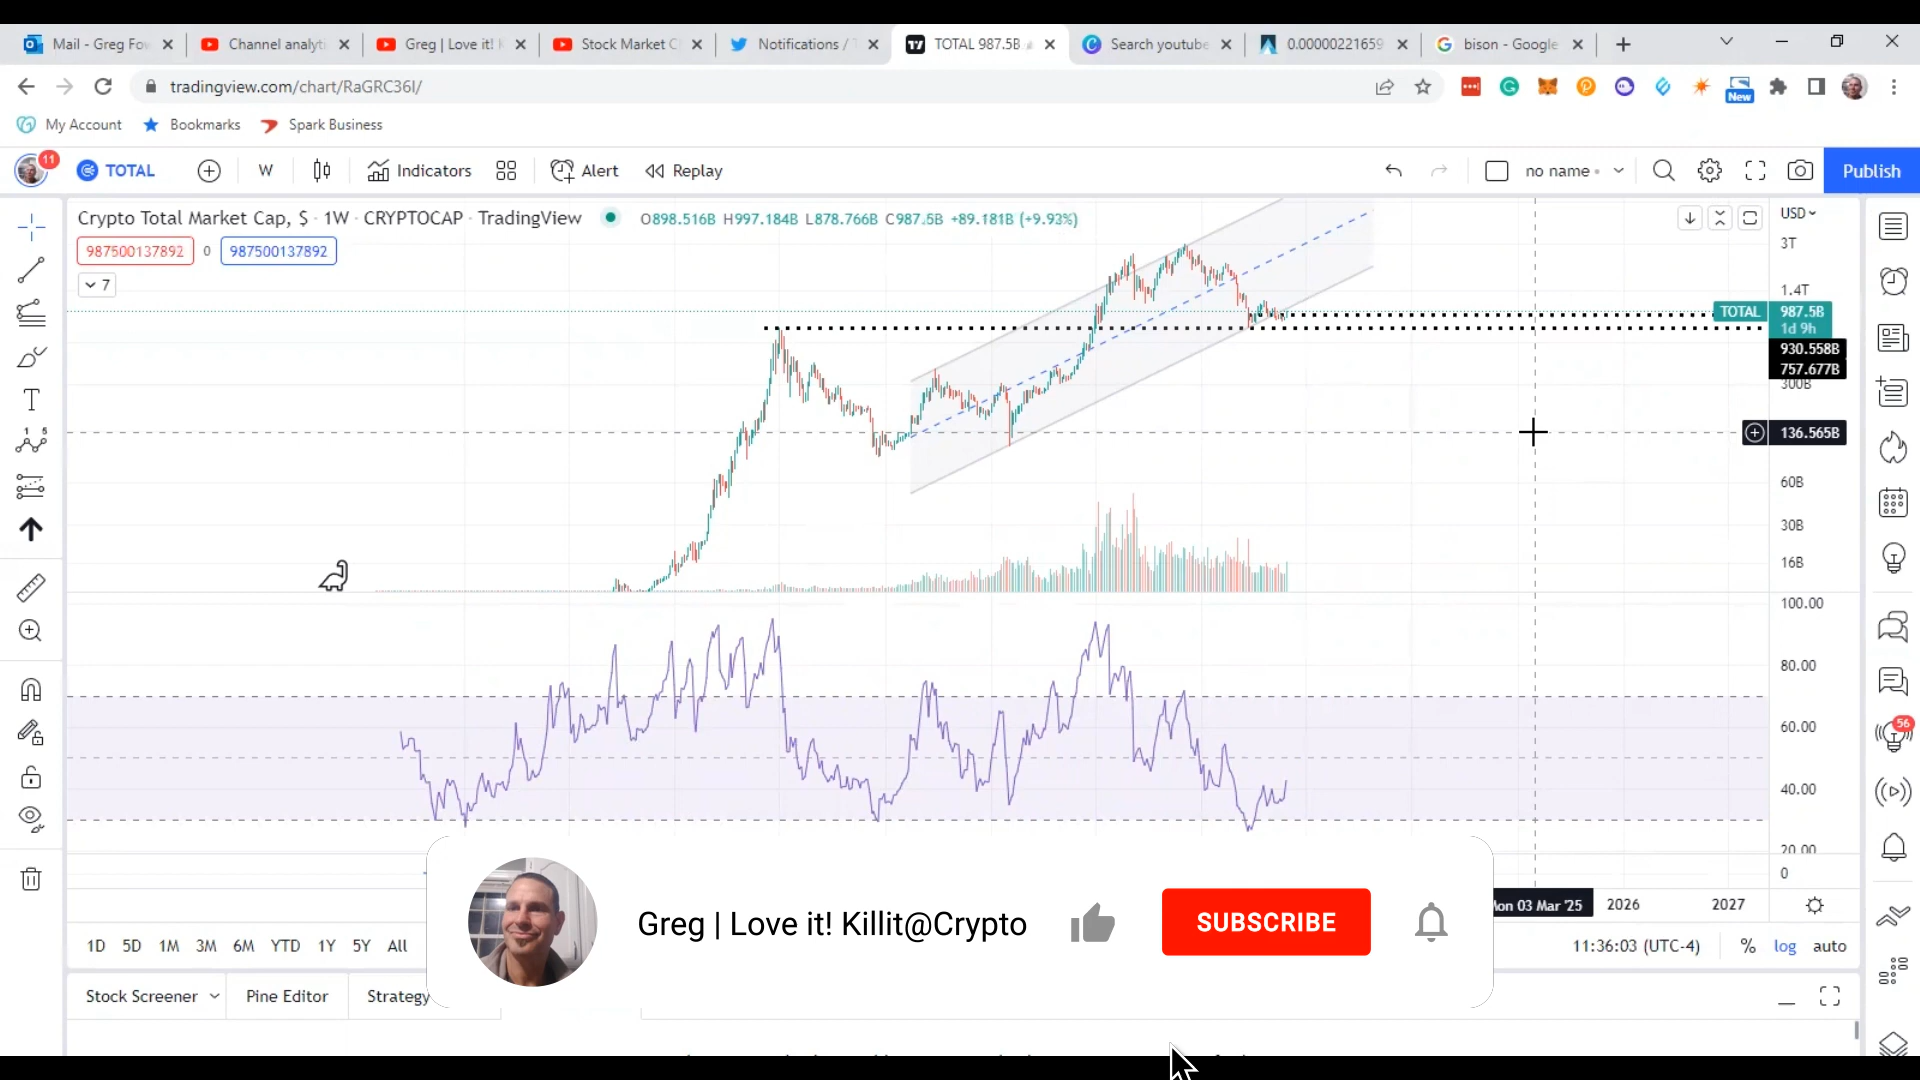 Mail - Greg Fo
Channel analyti
Greg | Love it!
Stock Market C
Notifications /
TOTAL 987.5B
Search youtube
0.00000221659
bison - Google
tradingview.com/chart/RaGRC36I/
New
My Account
Bookmarks
Spark Business
11
TOTAL
W
Indicators
Alert
Replay
no name
Publish
Crypto Total Market Cap, $ · 1W · CRYPTOCAP · TradingView
O898.516B H997.184B L878.766B C987.5B +89.181B (+9.93%)
USD
987500137892
0
987500137892
3T
7
1.4T
TOTAL
987.5B
1d 9h
930.558B
757.677B
300B
136.565B
60B
30B
16B
100.00
80.00
56
60.00
40.00
20.00
0
Mon 03 Mar '25
2026
2027
Greg | Love it! Killit@Crypto
SUBSCRIBE
1D 5D 1M 3M 6M YTD 1Y 5Y All
11:36:03 (UTC-4)
% log auto
Stock Screener
Pine Editor
Strategy